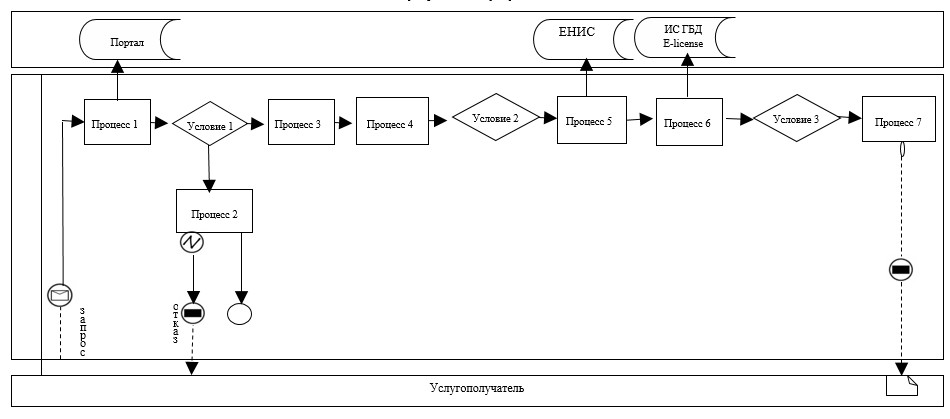 Портал
ЕНИС
ИС ГБД
E-license
Процесс 1
Условие 1
Процесс 3
Процесс 4
Условие 2
Процесс 5
Процесс 6
Условие 3
Процесс 7
Процесс 2
запрос
отказ
Услугополучатель